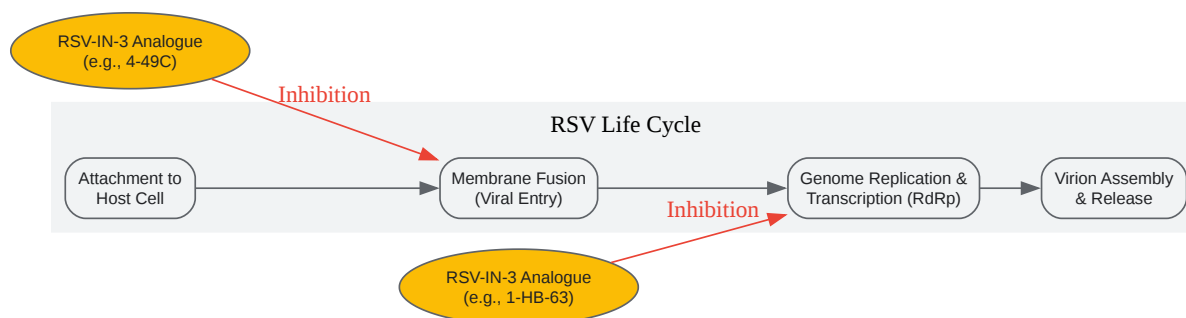 RSV-IN-3 Analogue
(e.g., 4-49C)
Inhibition
RSV Life Cycle
Attachment to
Host Cell
Membrane Fusion
(Viral Entry)
Genome Replication &
Transcription (RdRp)
Virion Assembly
& Release
Inhibition
RSV-IN-3 Analogue
(e.g., 1-HB-63)